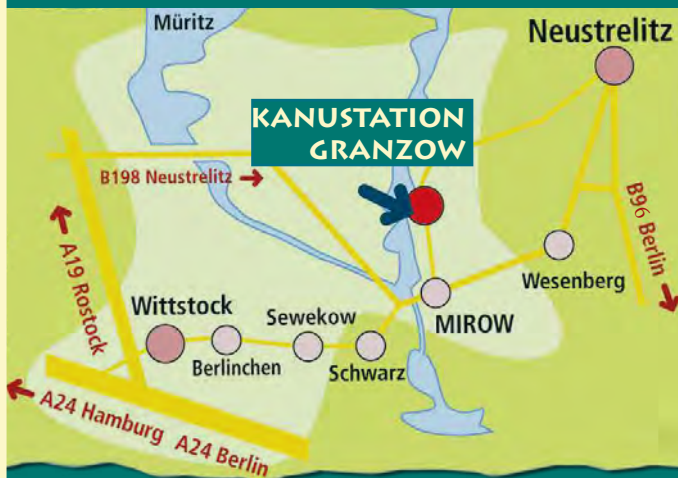 Müritz
Neustrelitz
KANUSTATION
GRANZOW
B198 Neustrelitz →
B96 Berlin
A19 Rostock
Wesenberg
Wittstock
Sewekow
MIROW
Berlinchen
Schwarz
A24 Hamburg A24 Berlin